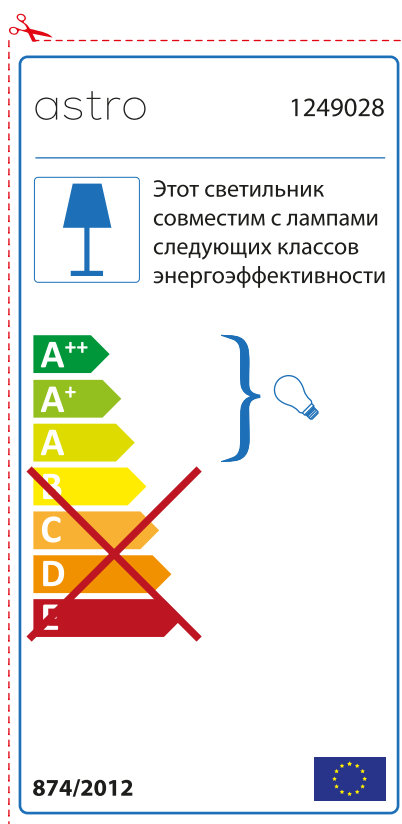 astro
1249028
Этот светильник
совместим с лампами
следующих классов
энергоэффективности
A++
A+
A
B
C
D
E
874/2012